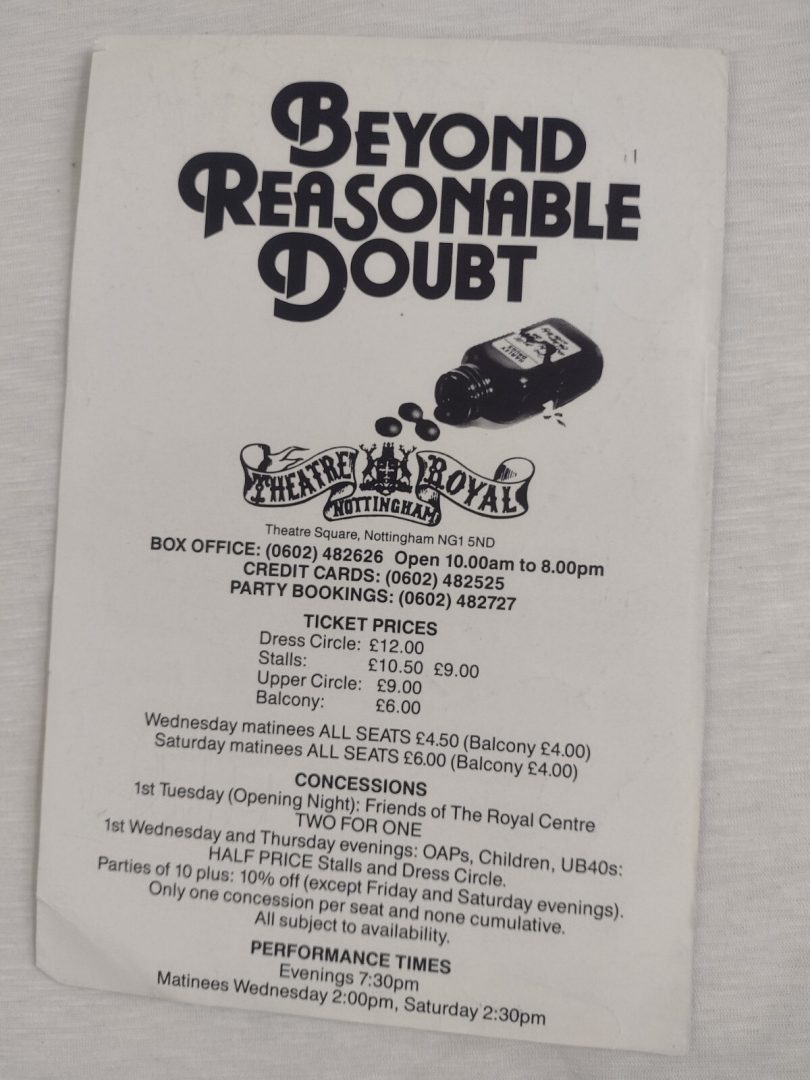 BEYOND
REASONABLE
DOUBT
HARLEY
THEATRE ROYAL
NOTTINGHAM
Theatre Square, Nottingham NG1 5ND
BOX OFFICE: (0602) 482626 Open 10.00am to 8.00pm
CREDIT CARDS: (0602) 482525
PARTY BOOKINGS: (0602) 482727
TICKET PRICES
Dress Circle: £12.00
Stalls: £10.50 £9.00
Upper Circle: £9.00
Balcony: £6.00
Wednesday matinees ALL SEATS £4.50 (Balcony £4.00)
Saturday matinees ALL SEATS £6.00 (Balcony £4.00)
CONCESSIONS
1st Tuesday (Opening Night): Friends of The Royal Centre
TWO FOR ONE
1st Wednesday and Thursday evenings: OAPs, Children, UB40s:
HALF PRICE Stalls and Dress Circle.
Parties of 10 plus: 10% off (except Friday and Saturday evenings).
Only one concession per seat and none cumulative.
All subject to availability.
PERFORMANCE TIMES
Evenings 7:30pm
Matinees Wednesday 2:00pm, Saturday 2:30pm